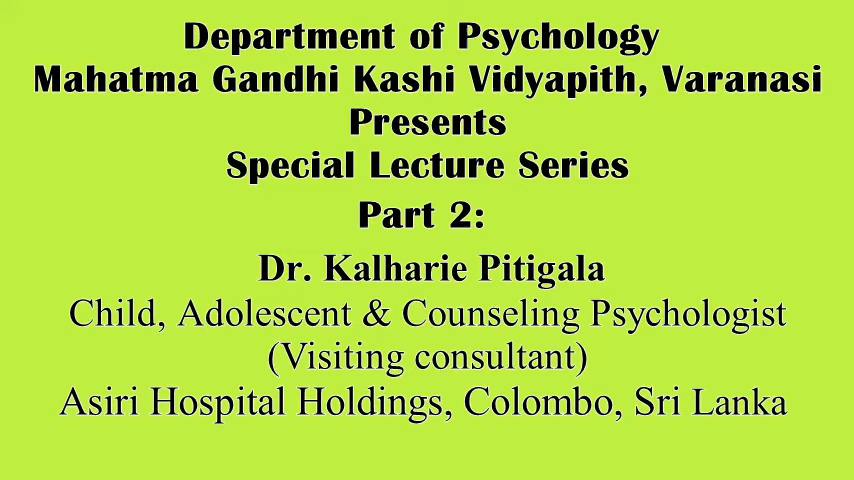 Department of Psychology
Mahatma Gandhi Kashi Vidyapith, Varanasi
Presents
Special Lecture Series
Part 2:
Dr. Kalharie Pitigala
Child, Adolescent & Counseling Psychologist
(Visiting consultant)
Asiri Hospital Holdings, Colombo, Sri Lanka